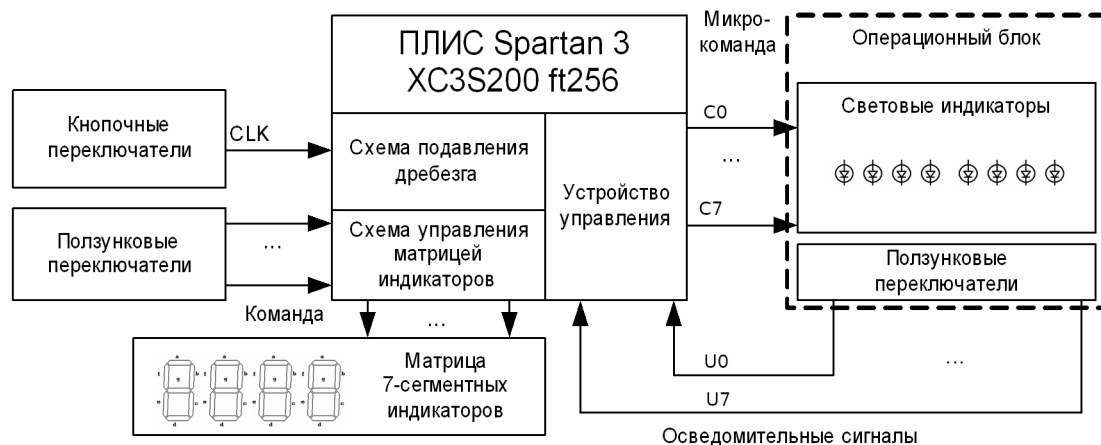 Микро-
команда
Операционный блок
ПЛИС Spartan 3
XC3S200 ft256
Кнопочные
переключатели
CLK
Схема подавления
дребезга
Устройство
управления
C0
...
C7
Световые индикаторы
Ползунковые
переключатели
...
Команда
Схема управления
матрицей
индикаторов
Ползунковые
переключатели
...
Матрица
7-сегментных
индикаторов
a a a a
f b f b f b f b
g g g g
e c e c e c e c
d d d d
U0
...
U7
Осведомительные сигналы